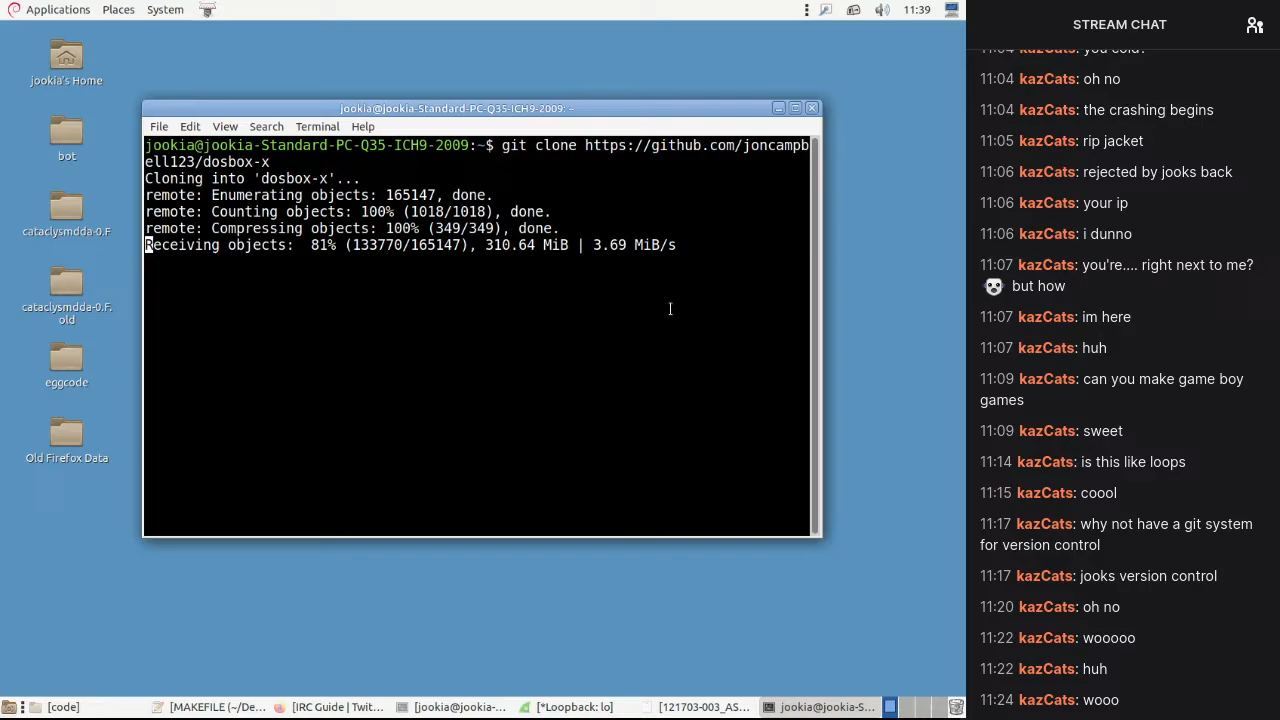 Applications Places System
11:39
jookia's Home
bot
cataclysmdda-0.F
cataclysmdda-0.F.
old
eggcode
Old Firefox Data
jookia@jookia-Standard-PC-Q35-ICH9-2009: ~
File Edit View Search Terminal Help
jookia@jookia-Standard-PC-Q35-ICH9-2009:~$ git clone https://github.com/joncampb
ell123/dosbox-x
Cloning into 'dosbox-x'...
remote: Enumerating objects: 165147, done.
remote: Counting objects: 100% (1018/1018), done.
remote: Compressing objects: 100% (349/349), done.
Receiving objects:  81% (133770/165147), 310.64 MiB | 3.69 MiB/s
[code]
[MAKEFILE (~/De...
[IRC Guide | Twit...
[jookia@jookia-...
[*Loopback: lo]
[121703-003_AS...
jookia@jookia-S...
STREAM CHAT
11:04 kazCats: you cold?
11:04 kazCats: oh no
11:04 kazCats: the crashing begins
11:05 kazCats: rip jacket
11:06 kazCats: rejected by jooks back
11:06 kazCats: your ip
11:06 kazCats: i dunno
11:07 kazCats: you're.... right next to me?
but how
11:07 kazCats: im here
11:07 kazCats: huh
11:09 kazCats: can you make game boy
games
11:09 kazCats: sweet
11:14 kazCats: is this like loops
11:15 kazCats: coool
11:17 kazCats: why not have a git system
for version control
11:17 kazCats: jooks version control
11:20 kazCats: oh no
11:22 kazCats: wooooo
11:22 kazCats: huh
11:24 kazCats: wooo